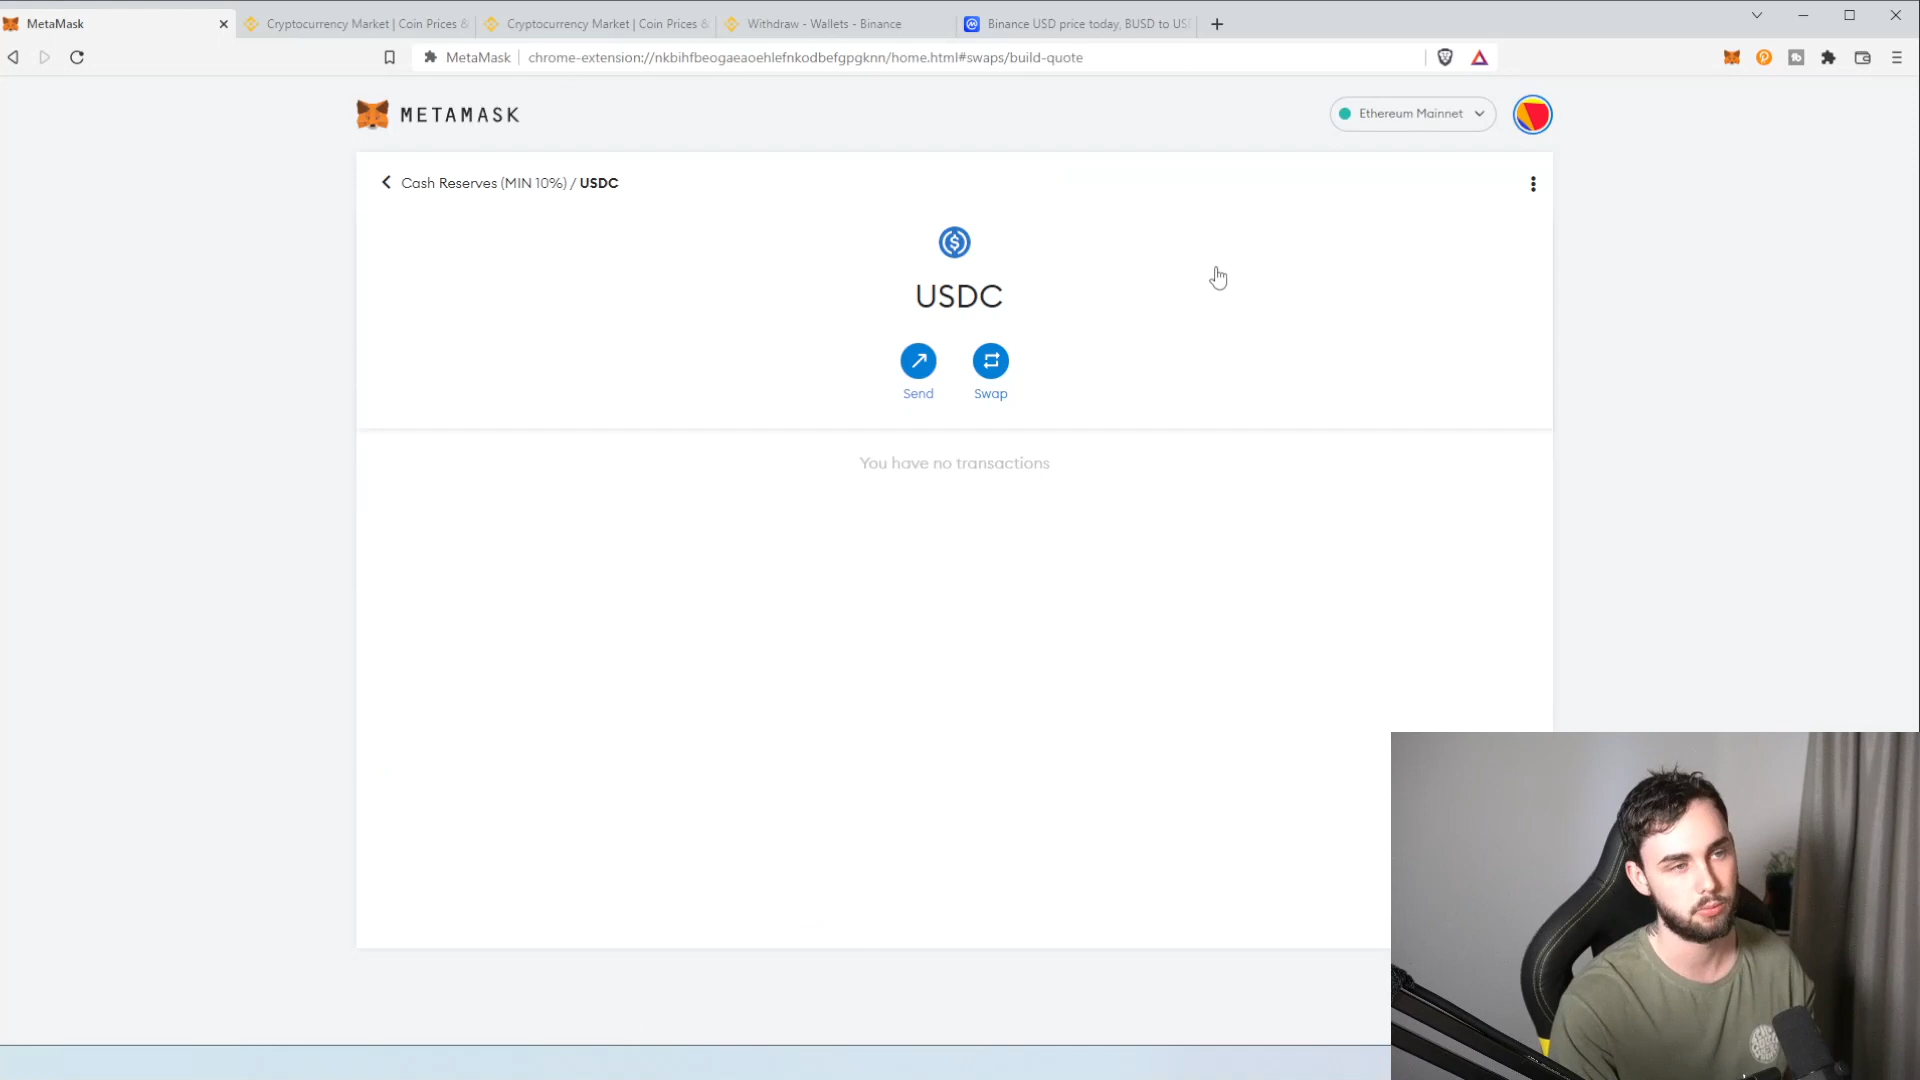 MetaMask
Cryptocurrency Market | Coin Prices &
Cryptocurrency Market | Coin Prices &
Withdraw - Wallets - Binance
Binance USD price today, BUSD to US
MetaMask
chrome-extension://nkbihfbeogaeaoehlefnkodbefgpgknn/home.html#swaps/build-quote
METAMASK
Ethereum Mainnet
Cash Reserves (MIN 10%) / USDC
USDC
Send
Swap
You have no transactions